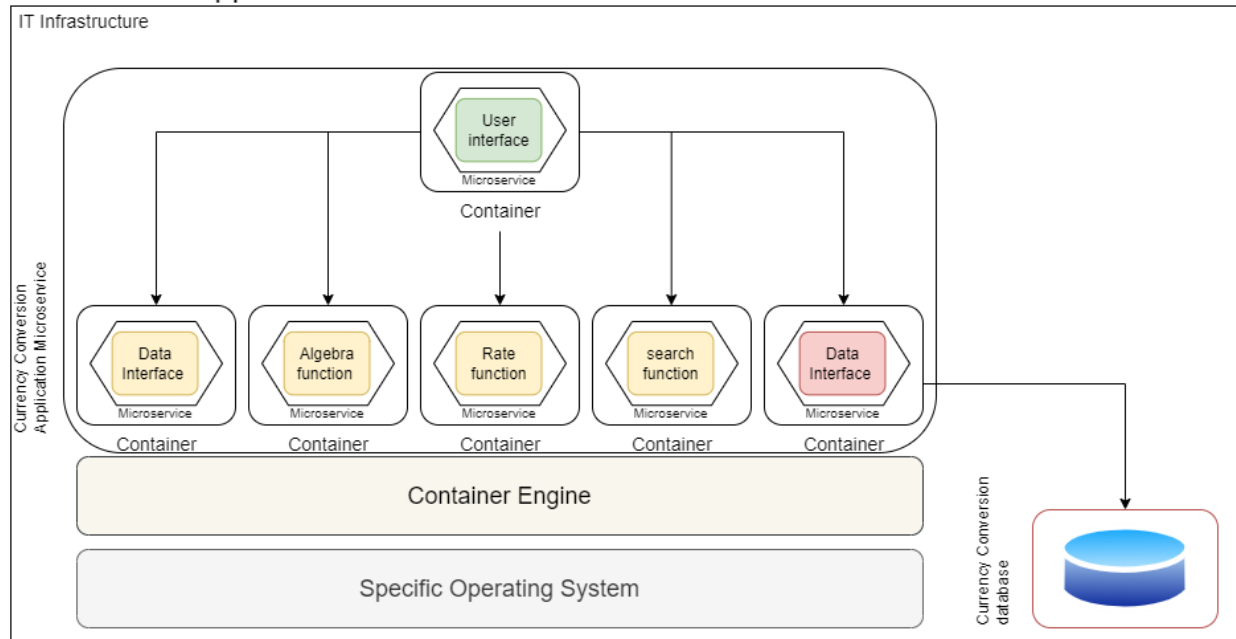 IT Infrastructure
User
interface
Microservice
Container
Currency Conversion
Application Microservice
Data
Interface
Microservice
Container
Algebra
function
Microservice
Container
Rate
function
Microservice
Container
search
function
Microservice
Container
Data
Interface
Microservice
Container
Container Engine
Specific Operating System
Currency Conversion
database